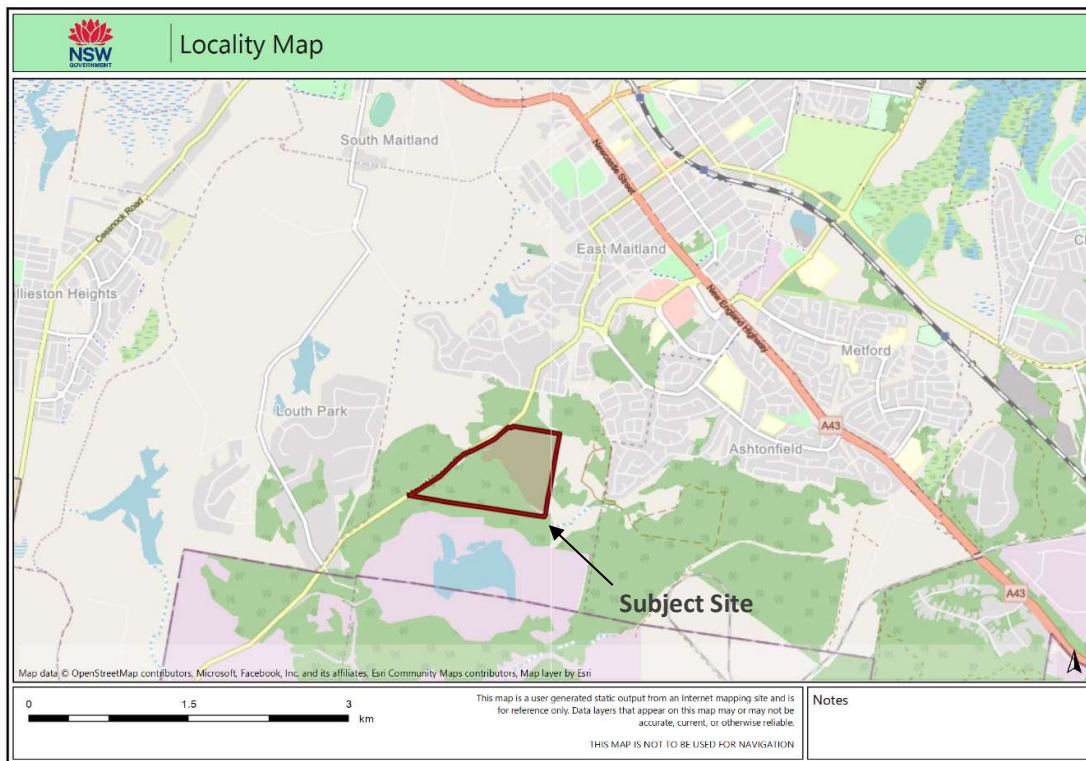 NSW
GOVERNMENT
Locality Map
South Maitland
Newcastle Street
Cessnock Road
East Maitland
llieston Heights
New England Highway
Metford
Louth Park
A43
Ashtonfield
A43
Subject Site
Map data © OpenStreetMap contributors, Microsoft, Facebook, Inc. and its affiliates, Esri Community Maps contributors, Map layer by Esri
0 1.5 3
km
This map is a user generated static output from an Internet mapping site and is
for reference only. Data layers that appear on this map may or may not be
accurate, current, or otherwise reliable.
THIS MAP IS NOT TO BE USED FOR NAVIGATION
Notes